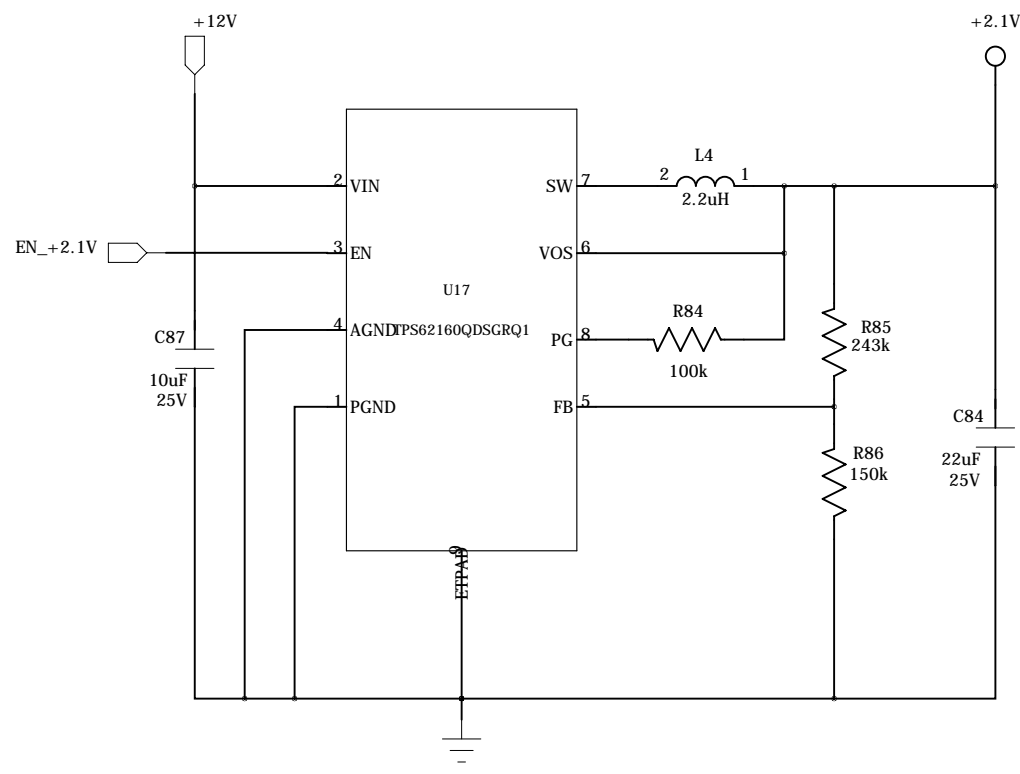 +12V
+2.1V
L4
2
1
2.2uH
2
VIN
SW
7
EN_+2.1V
3
EN
VOS
6
U17
R84
4
AGND
TPS62160QDSGRQ1
PG
8
100k
C87
10uF
25V
R85
243k
1
PGND
FB
5
C84
22uF
25V
R86
150k
9
ETPAD